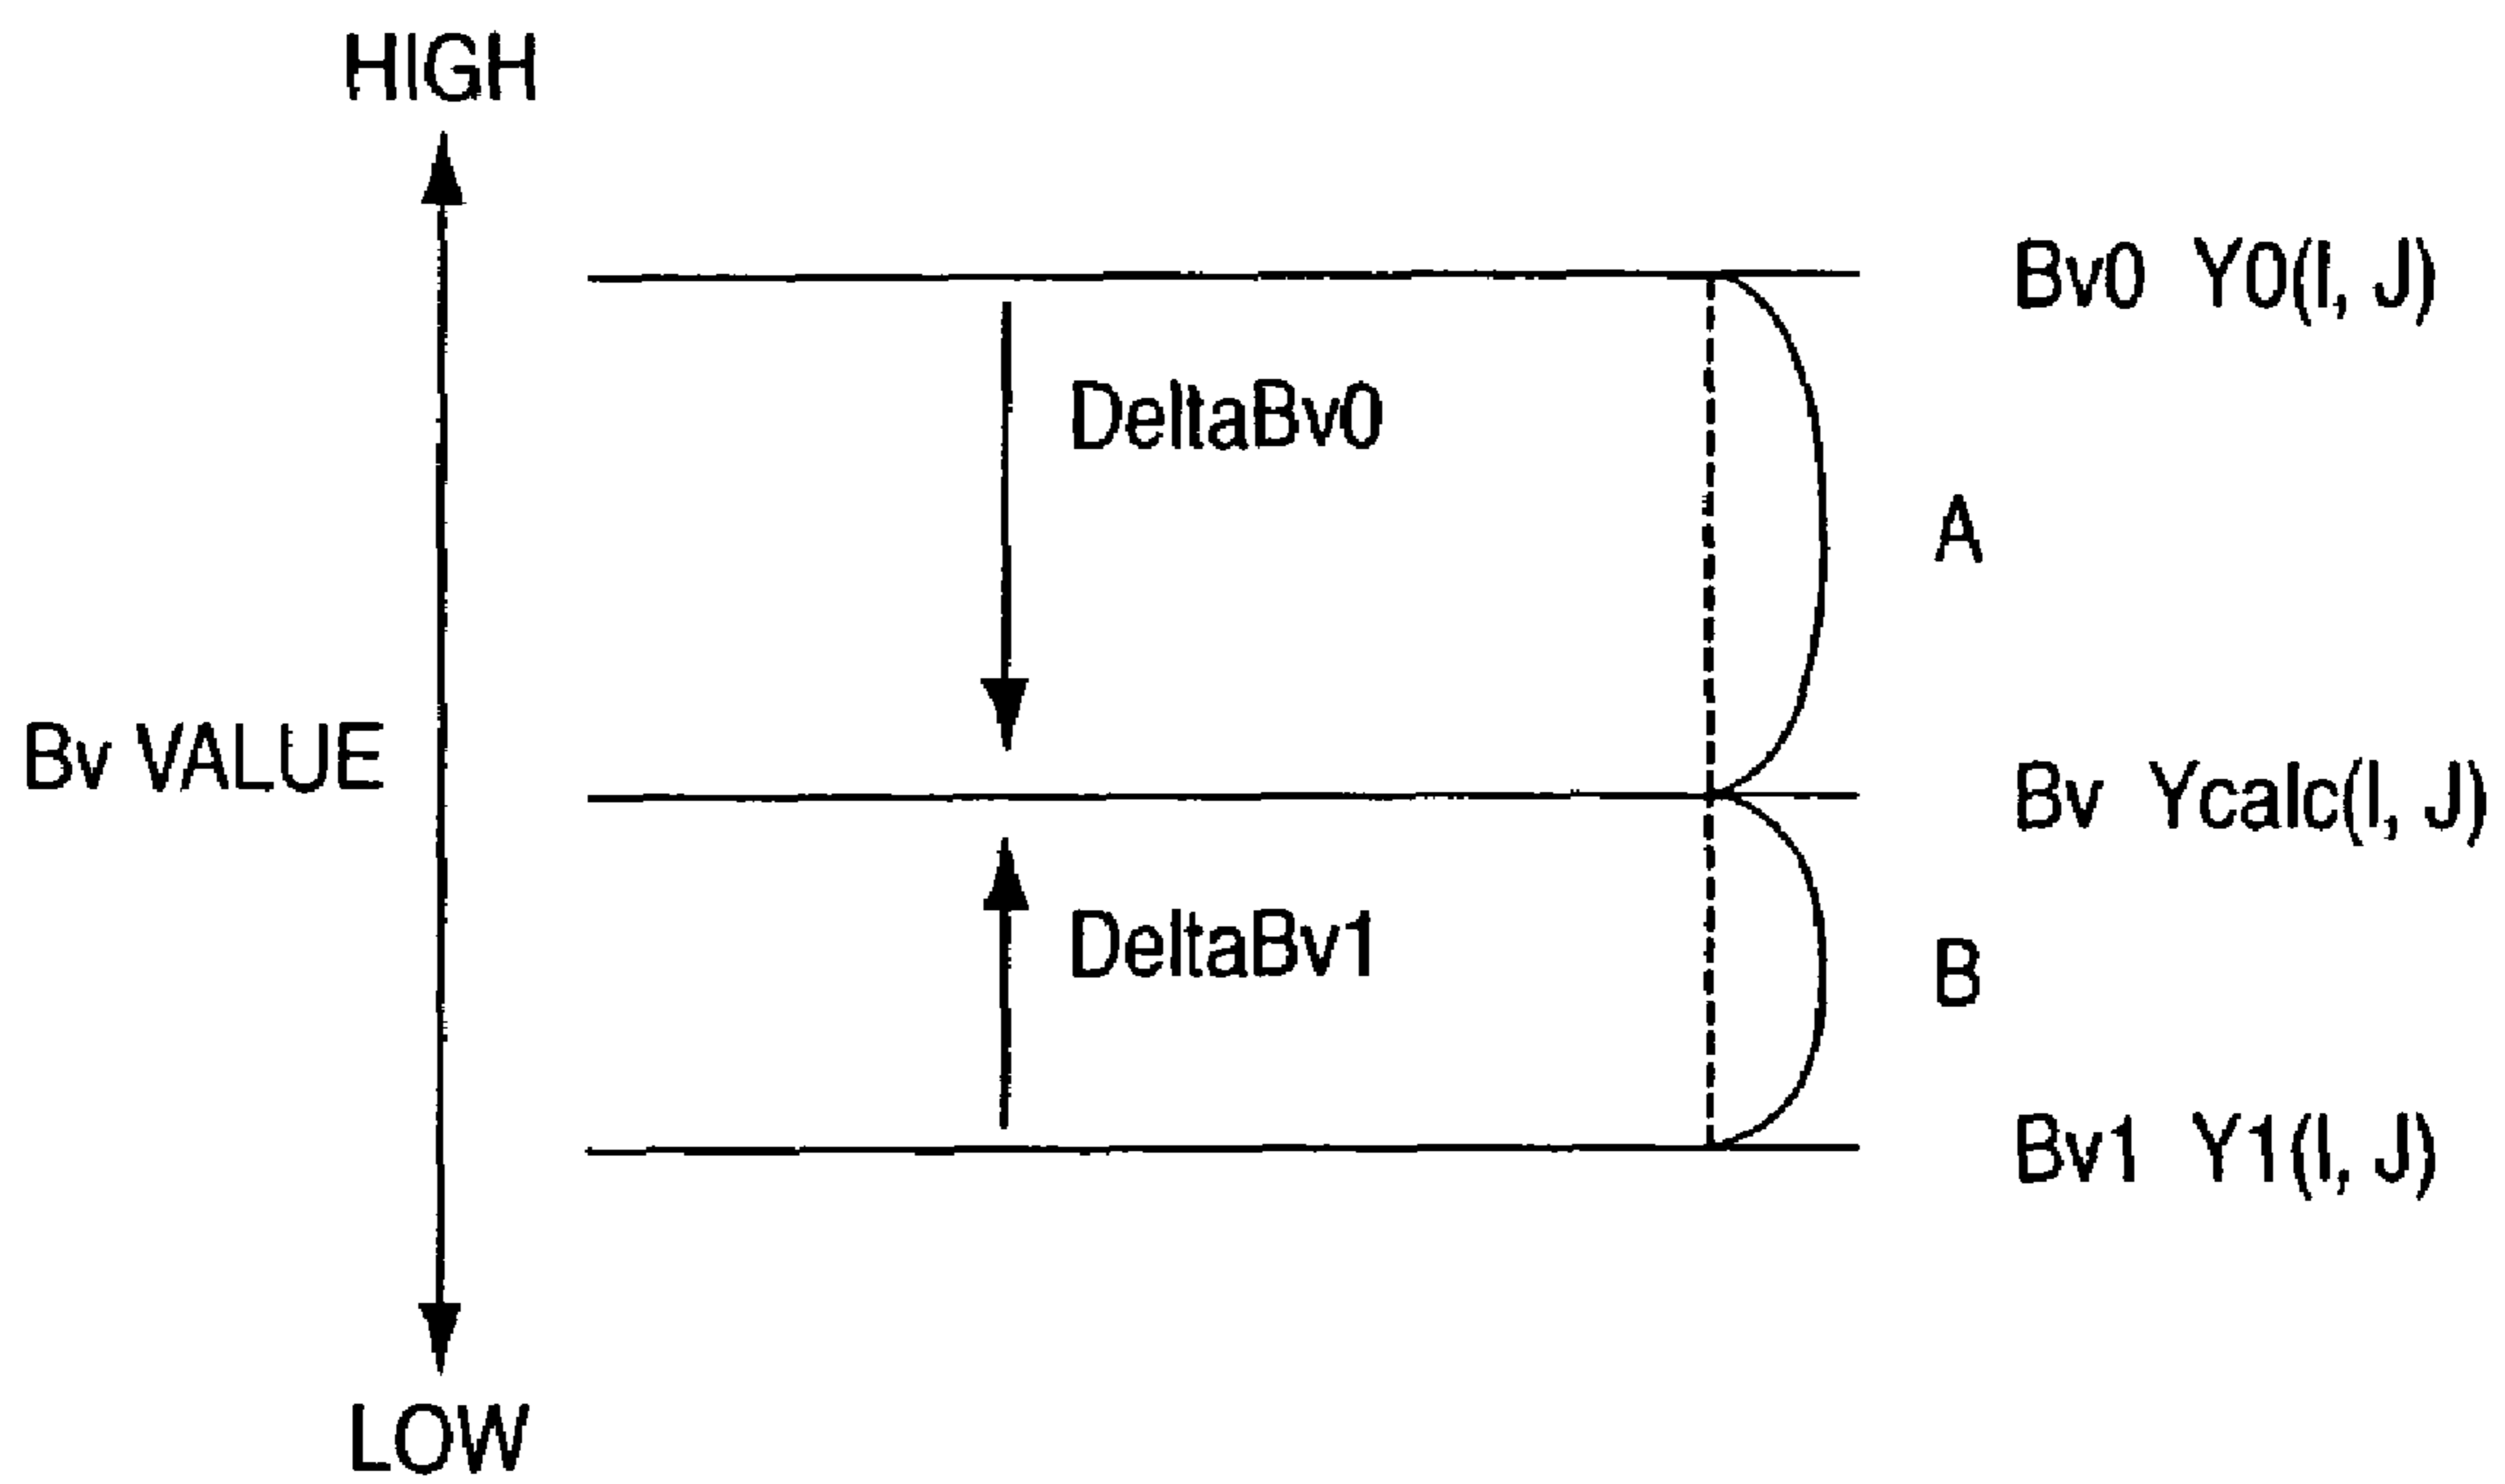 HIGH
Bv0 Y0(I, J)
DeltaBv0
A
Bv VALUE
Bv Ycalc(I, J)
DeltaBv1
B
Bv1 Y1(I, J)
LOW